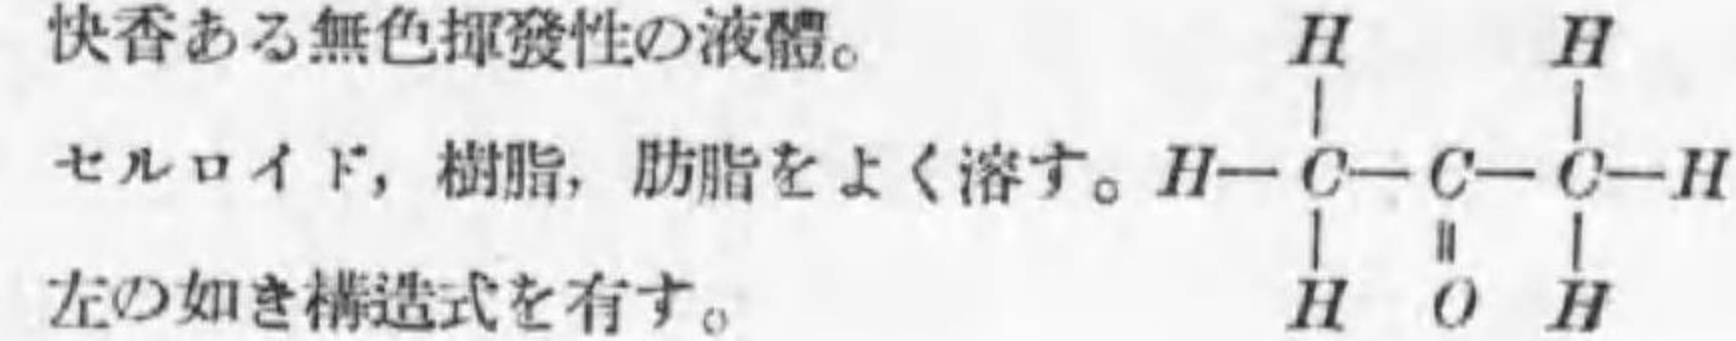 快香ある無色揮發性の液體。
セルロイド, 樹脂, 肪脂をよく溶す。
左の如き構造式を有す。
H H
| |
H—C—C—C—H
| || |
H O H